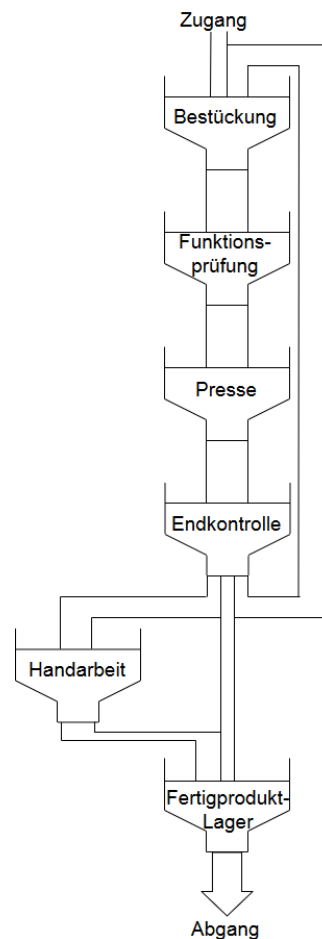 Zugang
Bestückung
Funktions-
prüfung
Presse
Endkontrolle
Handarbeit
Fertigprodukt-
Lager
Abgang